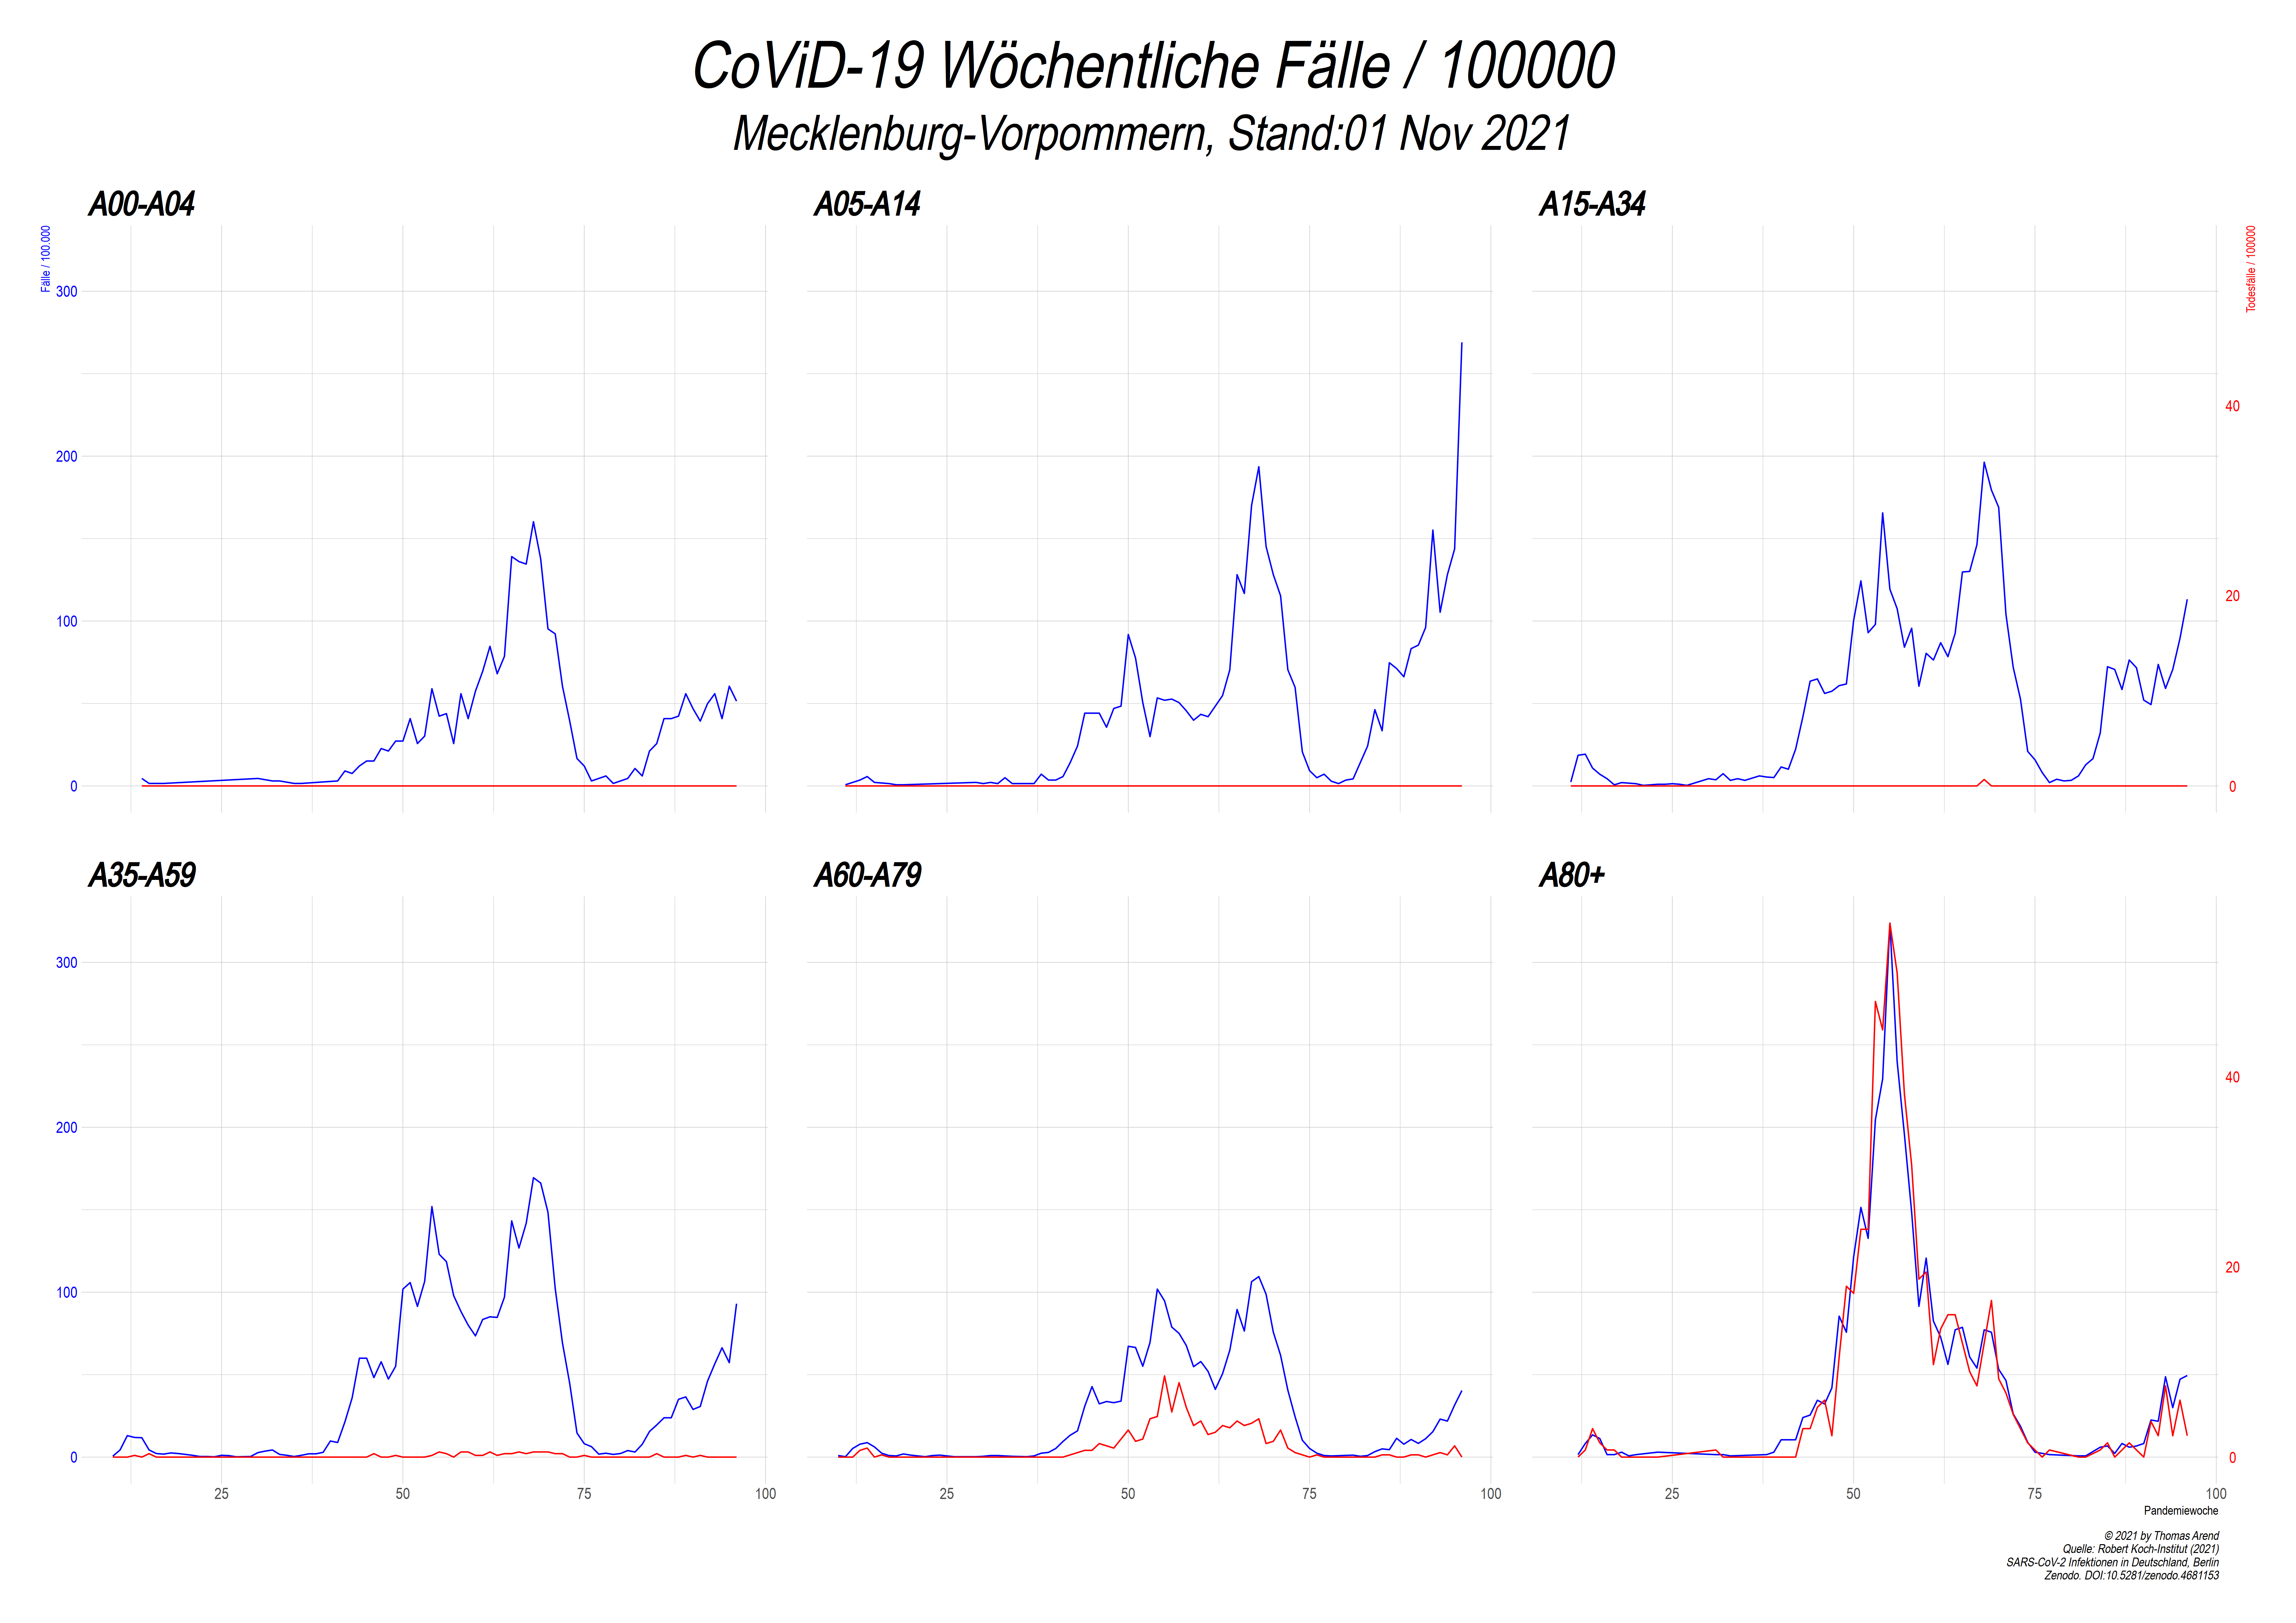 CoViD-19 Wöchentliche Fälle / 100000
Mecklenburg-Vorpommern, Stand:01 Nov 2021
A00-A04
A05-A14
A15-A34
Fälle / 100.000
300
200
100
0
Todesfälle / 100000
40
20
0
A35-A59
A60-A79
A80+
300
200
100
0
40
20
0
25
50
75
100
25
50
75
100
25
50
75
100
Pandemiewoche
© 2021 by Thomas Arend
Quelle: Robert Koch-Institut (2021)
SARS-CoV-2 Infektionen in Deutschland, Berlin
Zenodo. DOI:10.5281/zenodo.4681153